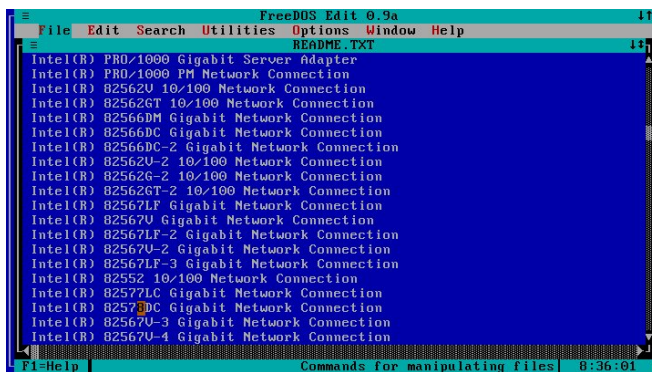 FreeDOS Edit 0.9a
File Edit Search Utilities Options Window Help
README.TXT
Intel(R) PRO/1000 Gigabit Server Adapter
Intel(R) PRO/1000 PM Network Connection
Intel(R) 82562V 10/100 Network Connection
Intel(R) 82562GT 10/100 Network Connection
Intel(R) 82566DM Gigabit Network Connection
Intel(R) 82566DC Gigabit Network Connection
Intel(R) 82566DC-2 Gigabit Network Connection
Intel(R) 82562V-2 10/100 Network Connection
Intel(R) 82562G-2 10/100 Network Connection
Intel(R) 82562GT-2 10/100 Network Connection
Intel(R) 82567LF Gigabit Network Connection
Intel(R) 82567V Gigabit Network Connection
Intel(R) 82567LF-2 Gigabit Network Connection
Intel(R) 82567V-2 Gigabit Network Connection
Intel(R) 82567LF-3 Gigabit Network Connection
Intel(R) 82552 10/100 Network Connection
Intel(R) 82577LC Gigabit Network Connection
Intel(R) 82578DC Gigabit Network Connection
Intel(R) 82567V-3 Gigabit Network Connection
Intel(R) 82567V-4 Gigabit Network Connection
F1=Help Commands for manipulating files 8:36:01